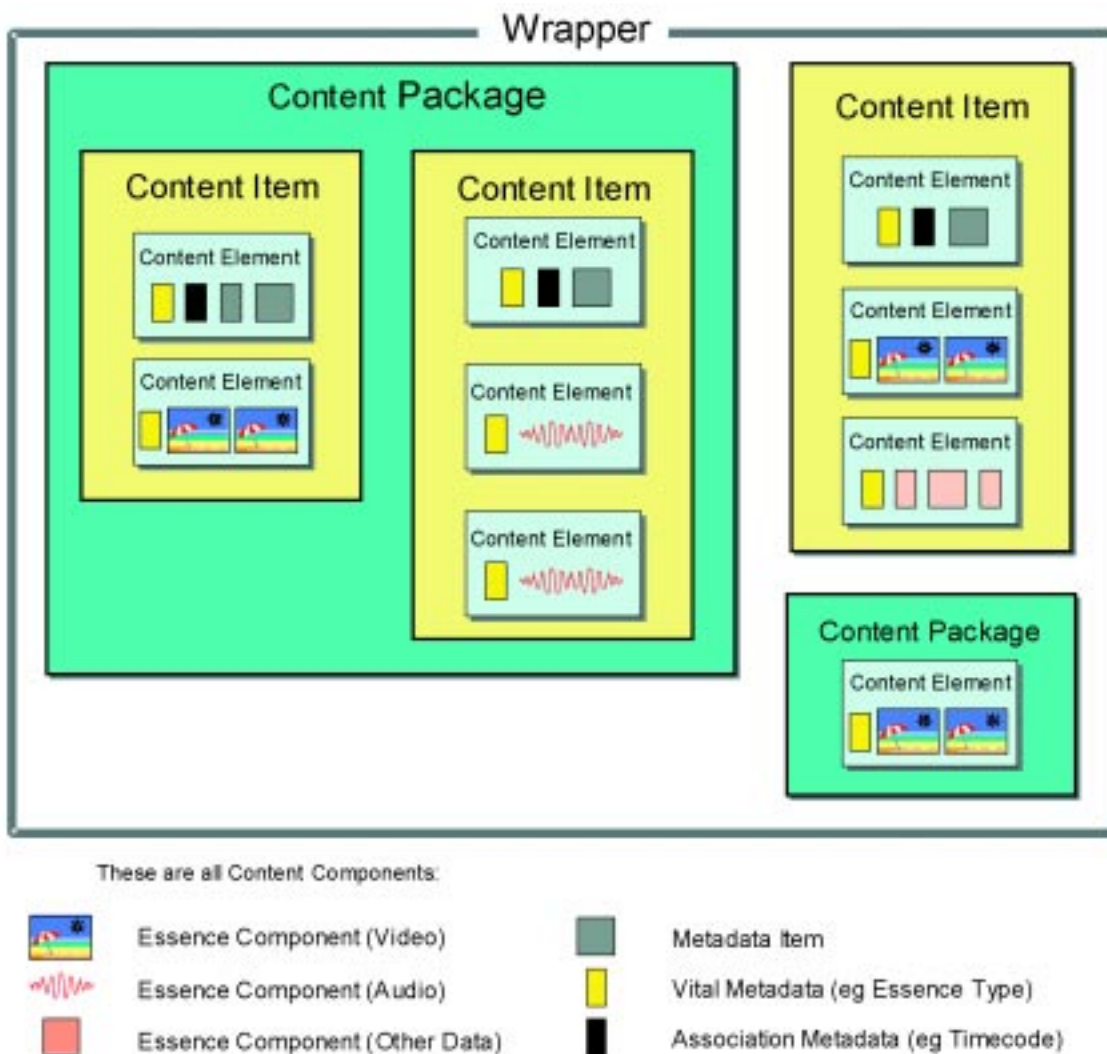 Wrapper
Content Package
Content Item
Content Element
Content Element
Content Item
Content Element
Content Element
Content Element
Content Item
Content Element
Content Element
Content Element
Content Package
Content Element
These are all Content Components:
Essence Component (Video)
Essence Component (Audio)
Essence Component (Other Data)
Metadata Item
Vital Metadata (eg Essence Type)
Association Metadata (eg Timecode)